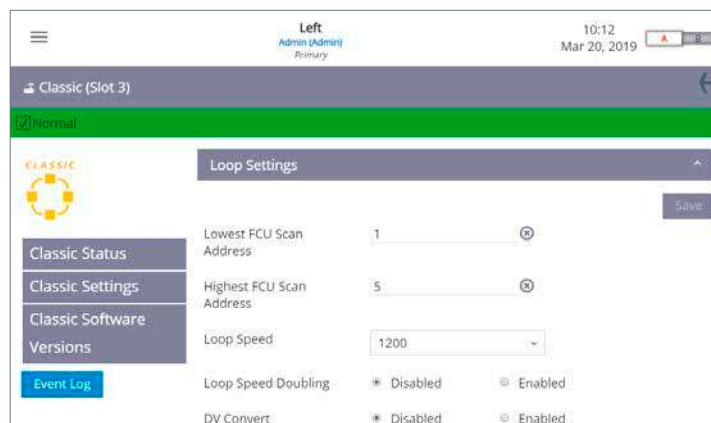 Left
Admin (Admin)
Primary
10:12
Mar 20, 2019
A
B
Classic (Slot 3)
Normal
CLASSIC
Loop Settings
Save
Lowest FCU Scan
Address
1
Classic Status
Classic Settings
Classic Software
Versions
Event Log
Highest FCU Scan
Address
5
Loop Speed
1200
Loop Speed Doubling
Disabled
Enabled
DV Convert
Disabled
Enabled